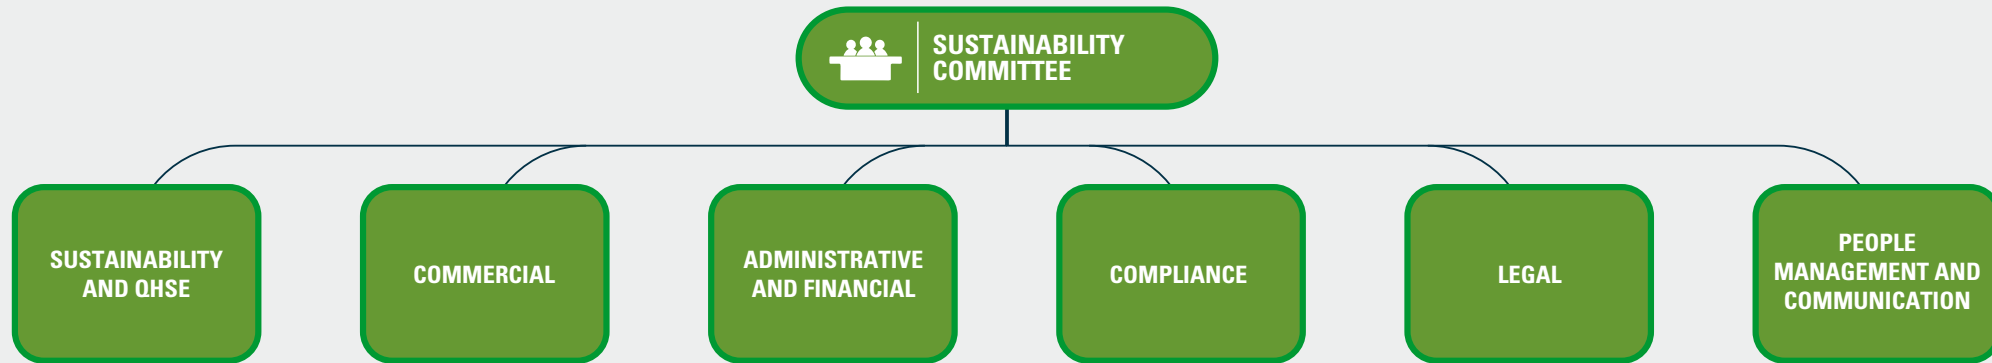 SUSTAINABILITY
COMMITTEE
SUSTAINABILITY
AND QHSE
COMMERCIAL
ADMINISTRATIVE
AND FINANCIAL
COMPLIANCE
LEGAL
PEOPLE
MANAGEMENT AND
COMMUNICATION